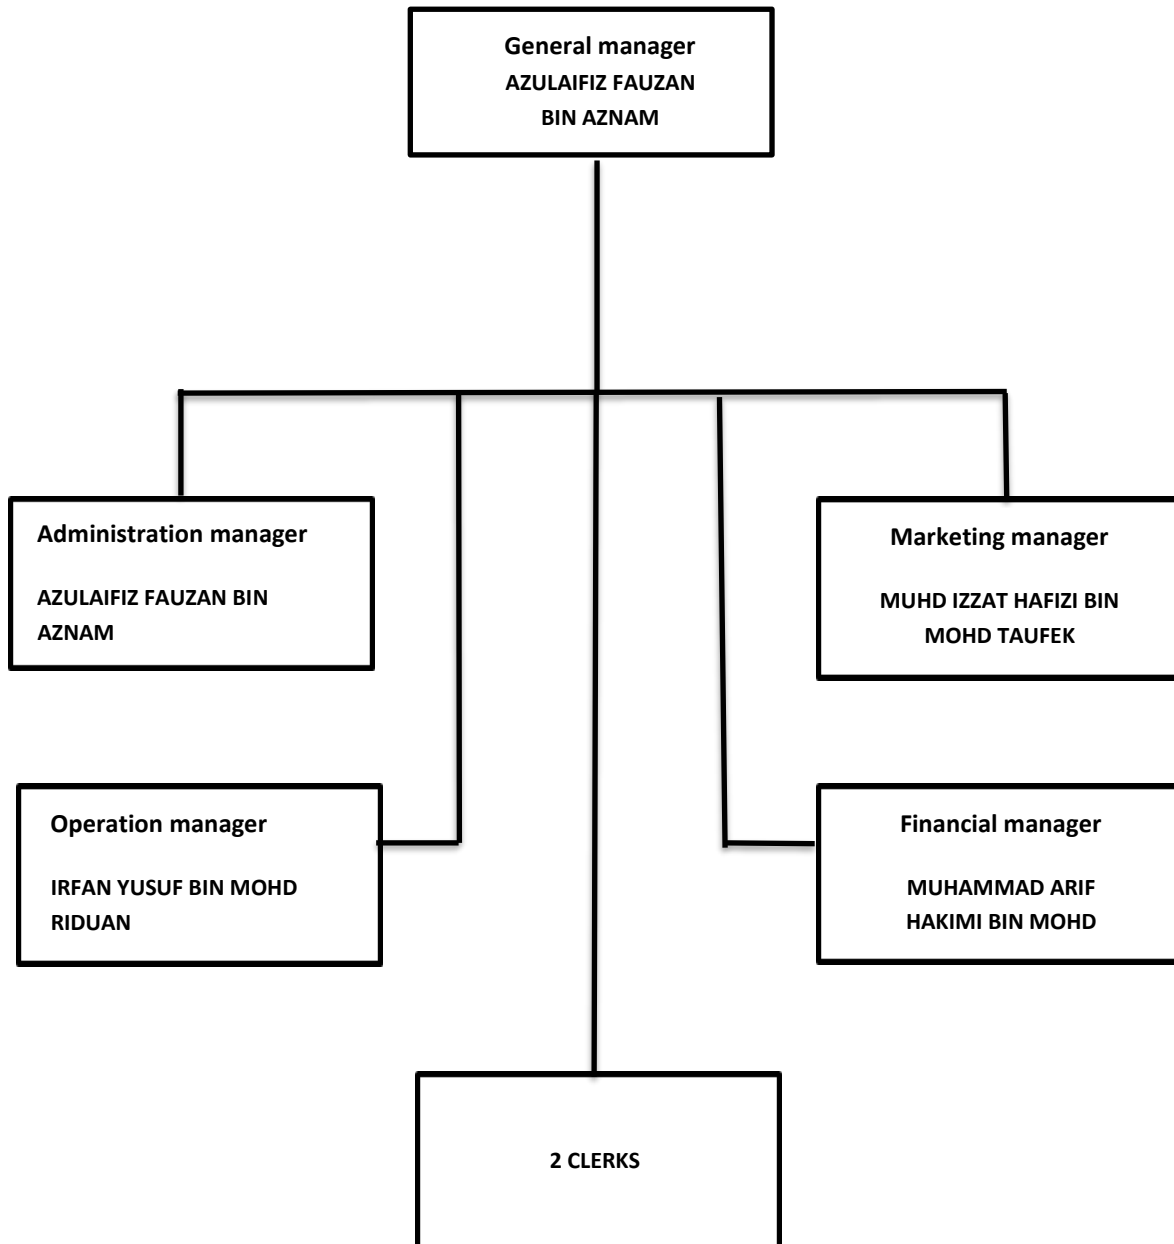 General manager
AZULAIFIZ FAUZAN
BIN AZNAM
Administration manager
AZULAIFIZ FAUZAN BIN
AZNAM
Marketing manager
MUHD IZZAT HAFIZI BIN
MOHD TAUFEK
Operation manager
IRFAN YUSUF BIN MOHD
RIDUAN
Financial manager
MUHAMMAD ARIF
HAKIMI BIN MOHD
2 CLERKS